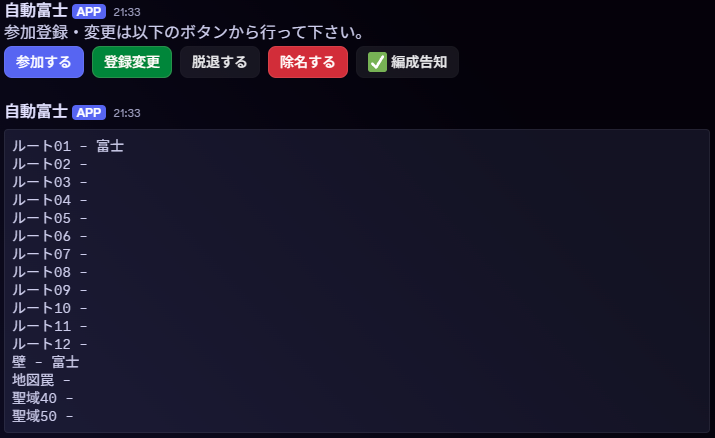 自動富士 APP 21:33
参加登録・変更は以下のボタンから行って下さい。
参加する 登録変更 脱退する 除名する ✅ 編成告知
自動富士 APP 21:33
ルート01 - 富士
ルート02 -
ルート03 -
ルート04 -
ルート05 -
ルート06 -
ルート07 -
ルート08 -
ルート09 -
ルート10 -
ルート11 -
ルート12 -
壁 - 富士
地図罠 -
聖域40 -
聖域50 -